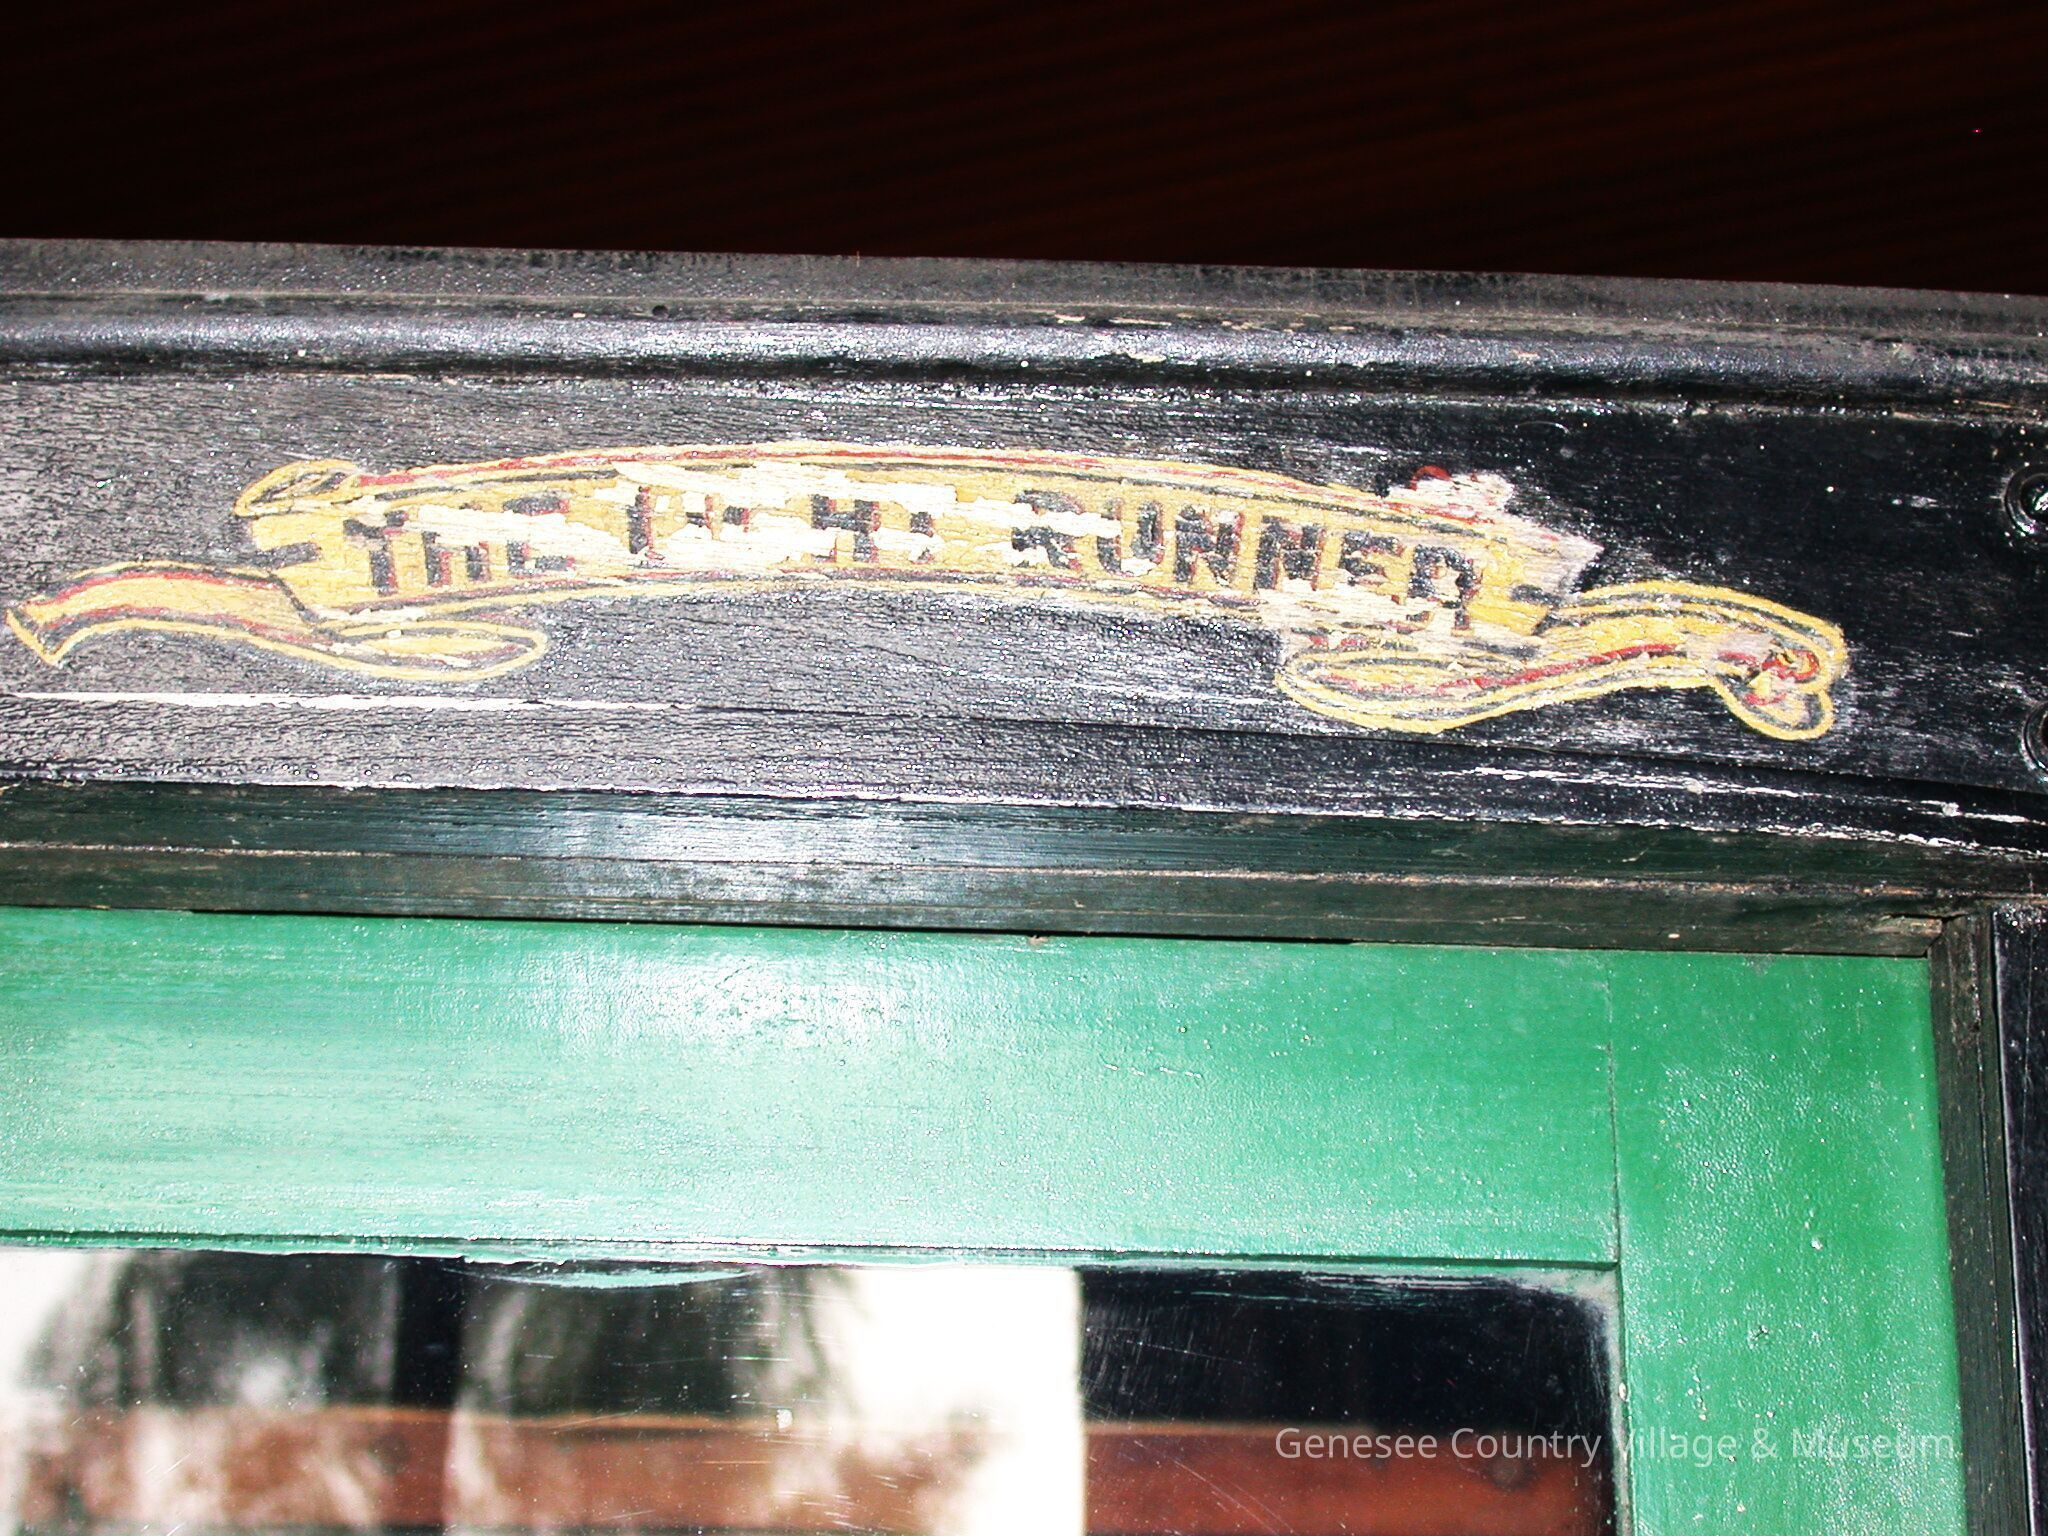 THE RUNNER
Genesee Country Village & Museum